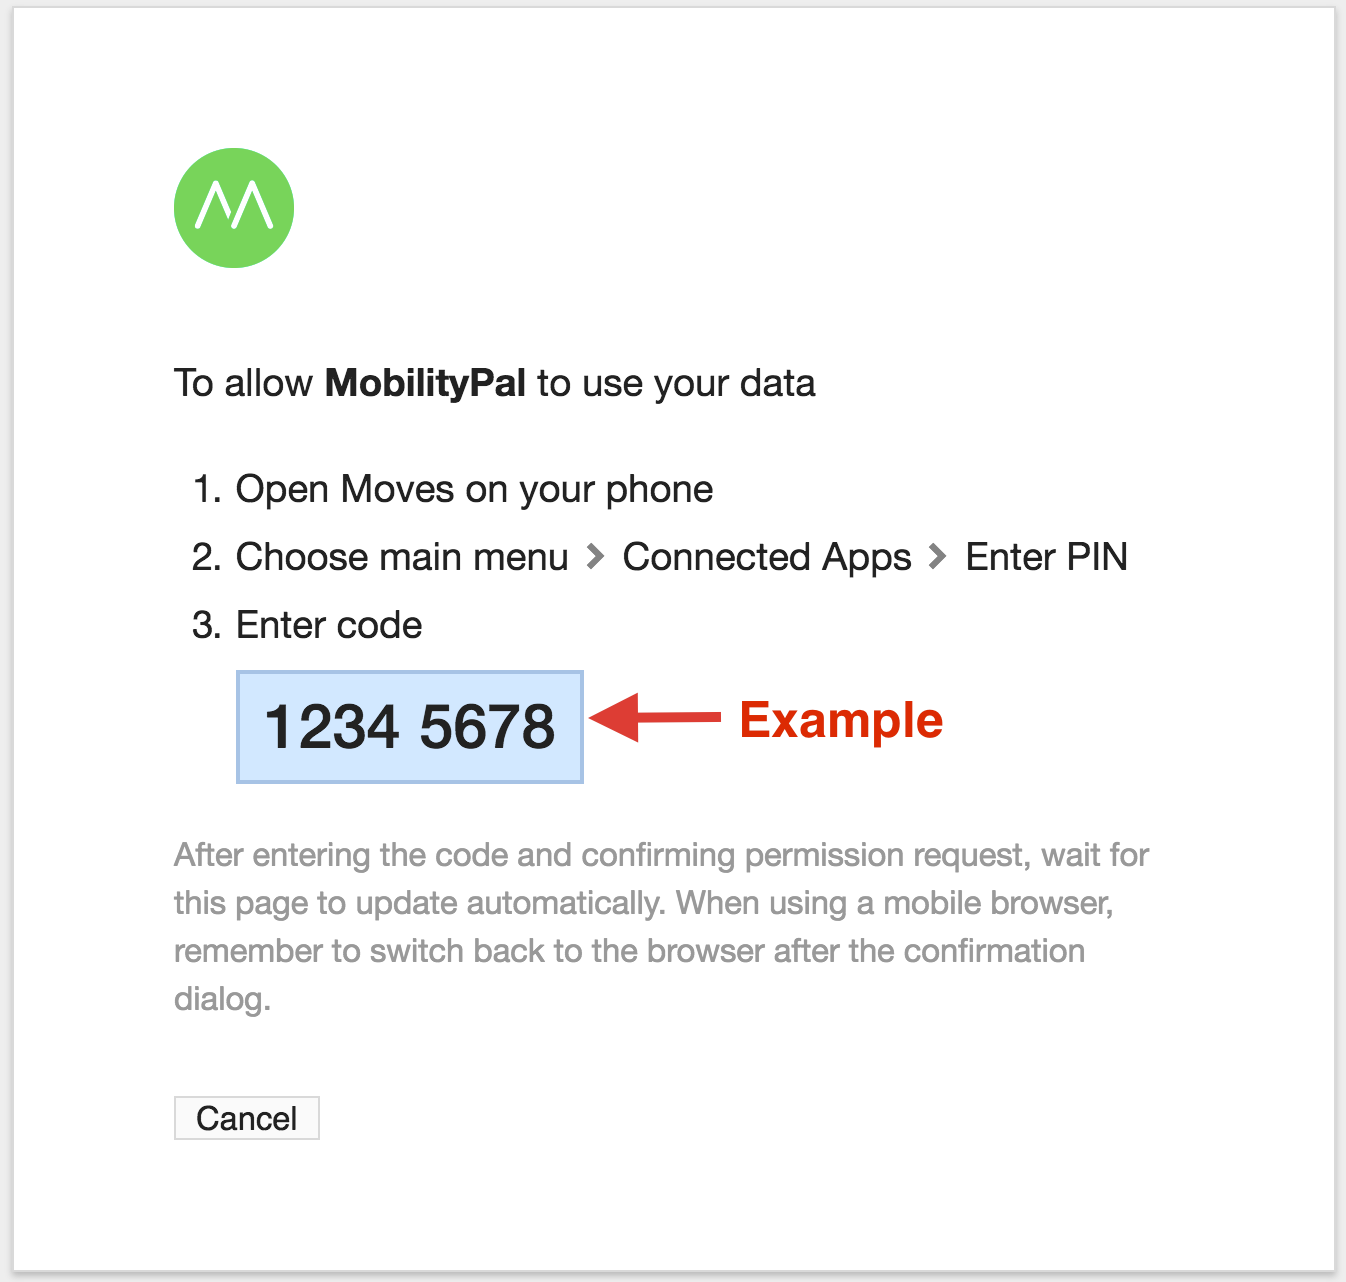 To allow MobilityPal to use your data
1. Open Moves on your phone
2. Choose main menu > Connected Apps > Enter PIN
3. Enter code
1234 5678 Example
After entering the code and confirming permission request, wait for
this page to update automatically. When using a mobile browser,
remember to switch back to the browser after the confirmation
dialog.
Cancel